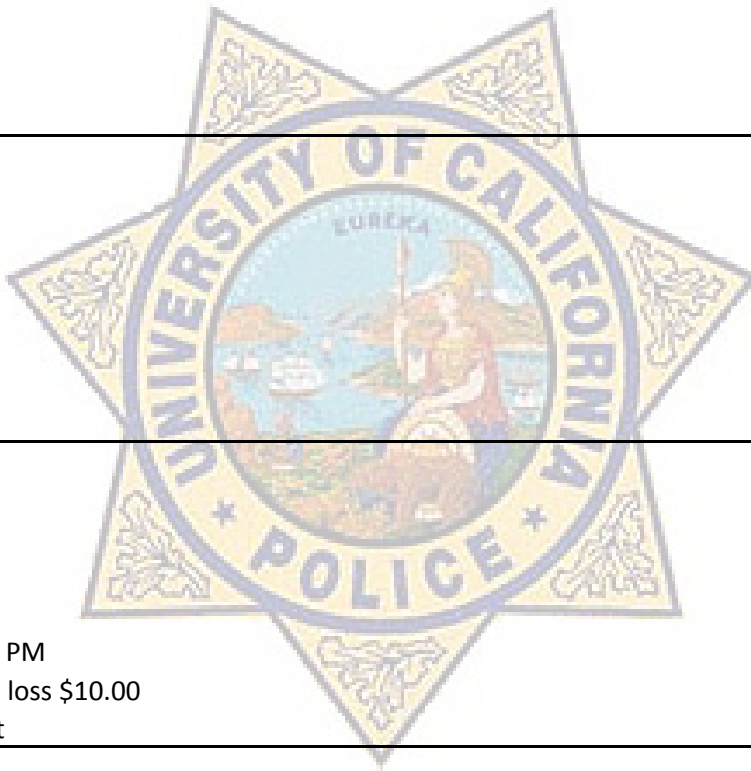 UNIVERSITY OF CALIFORNIA
EUREKA
POLICE
PM
loss $10.00
t